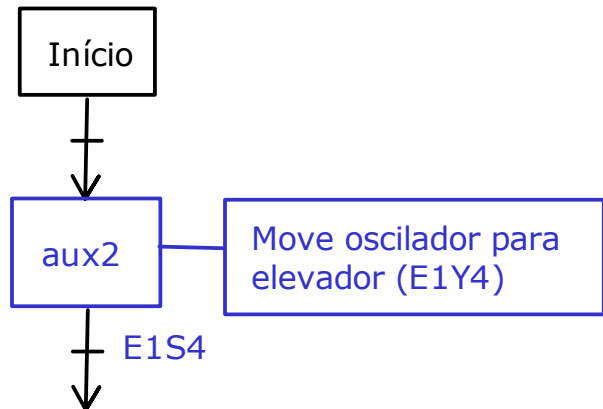 Início
aux2
Move oscilador para
elevador (E1Y4)
E1S4